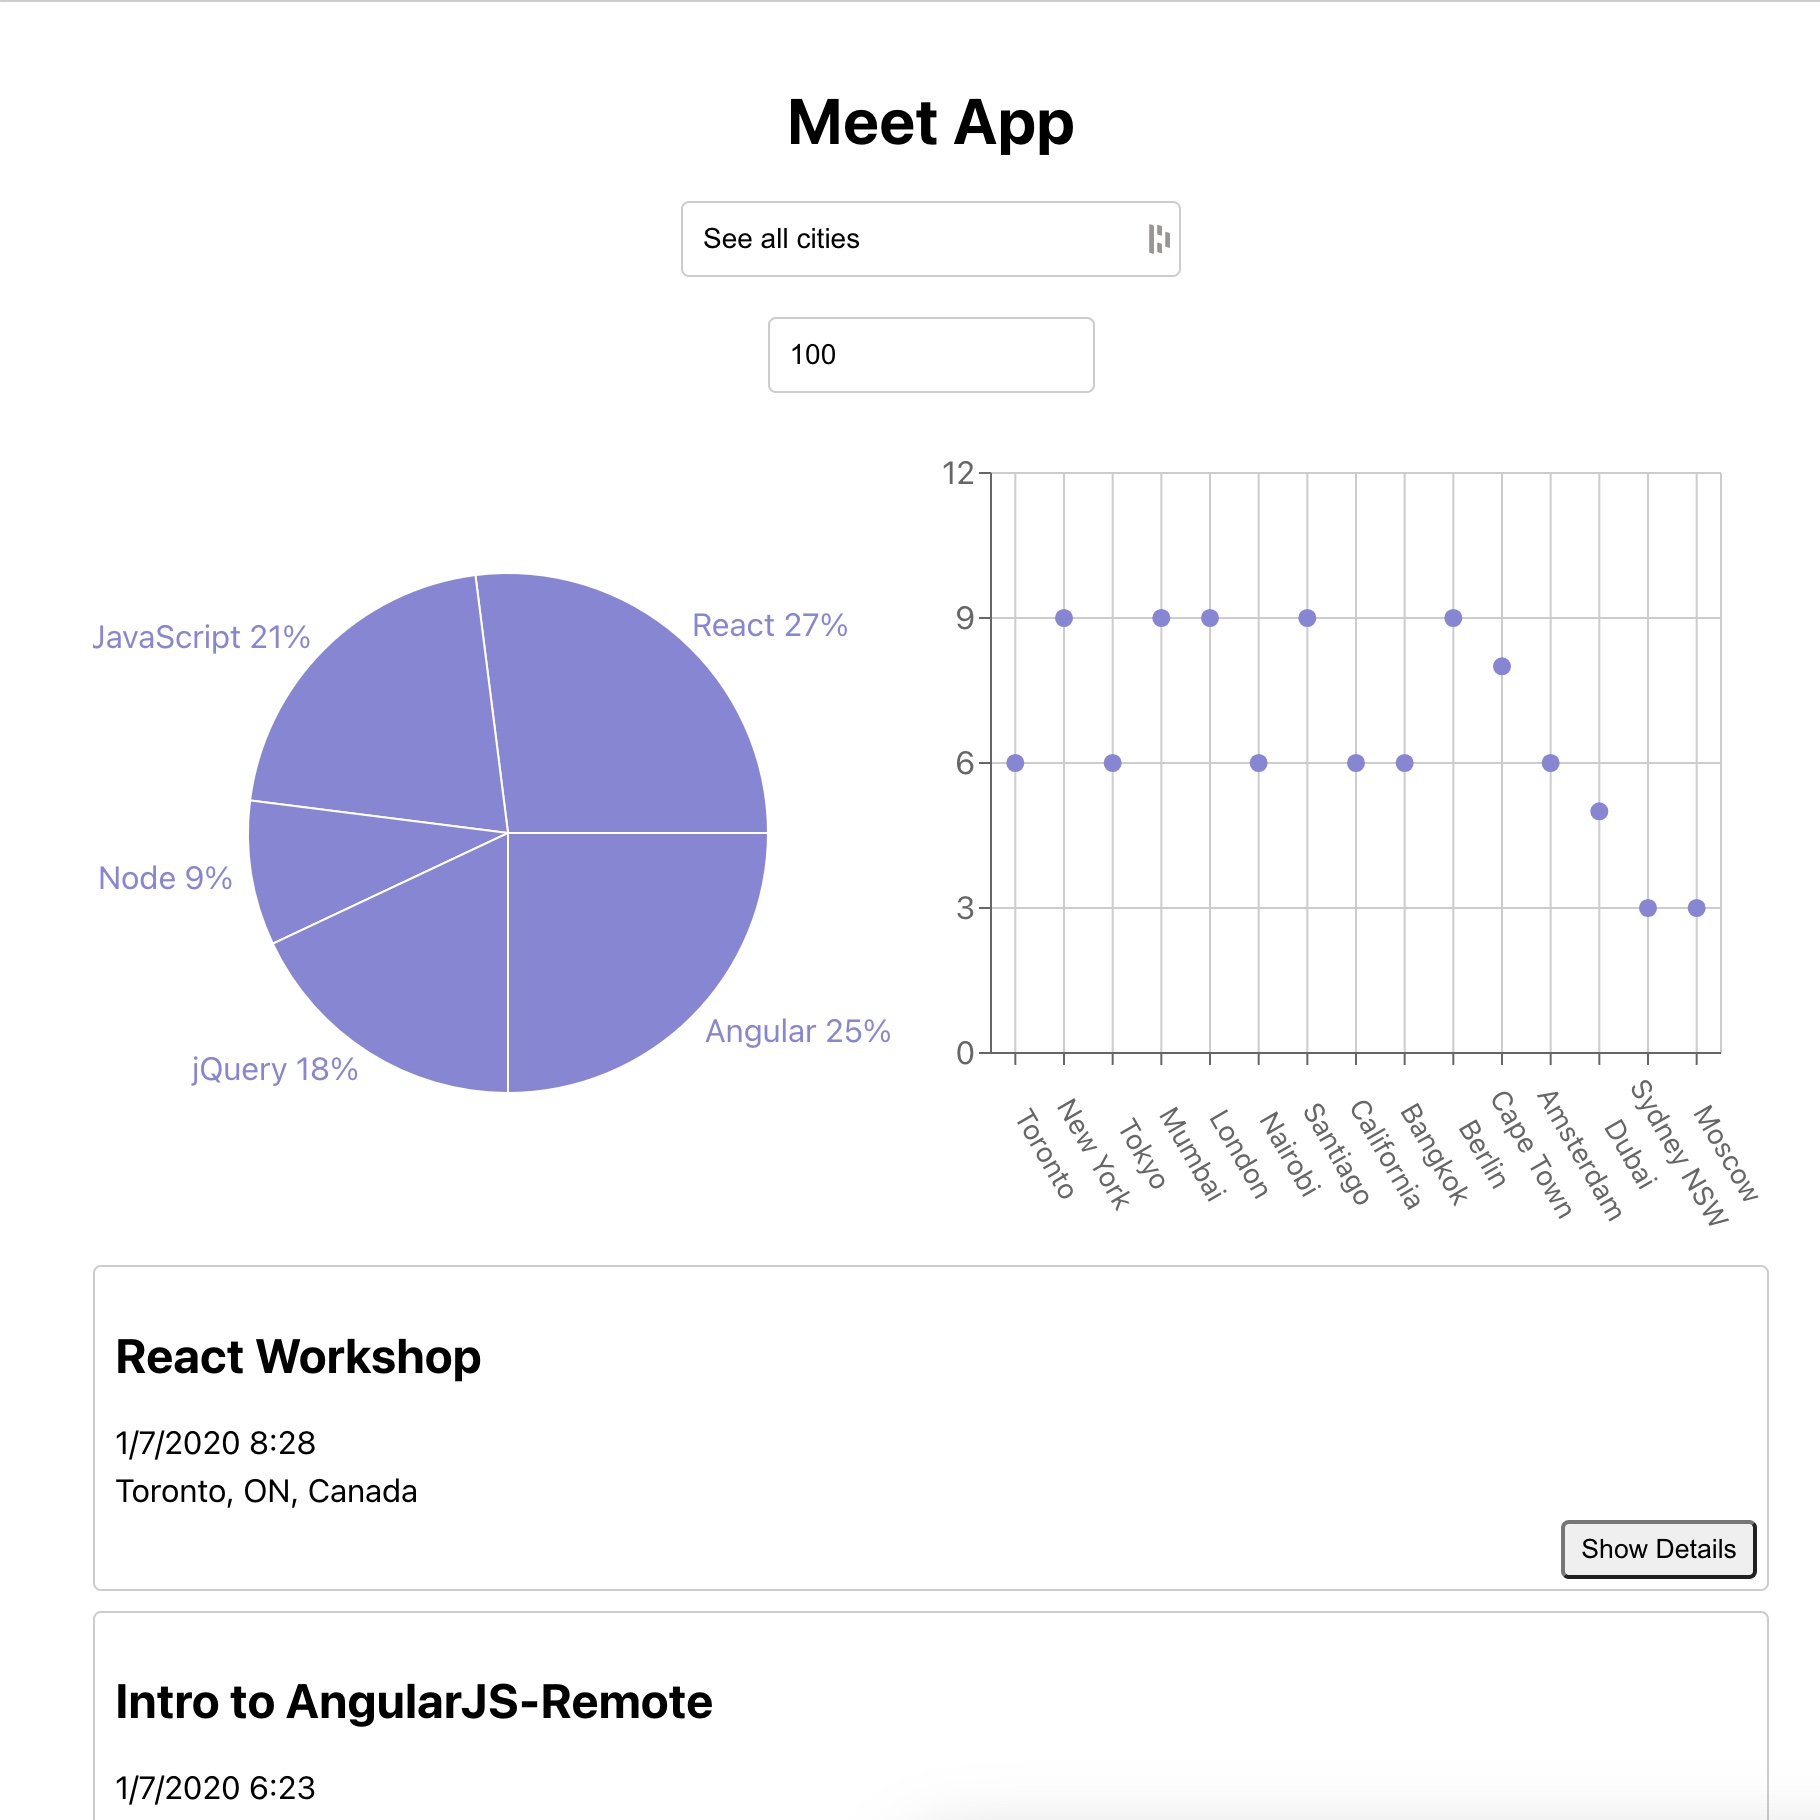 Meet App
See all cities
100
JavaScript 21%
React 27%
Node 9%
Angular 25%
jQuery 18%
12
9
6
3
0
Toronto
New York
Tokyo
Mumbai
London
Nairobi
Santiago
California
Bangkok
Berlin
Cape Town
Amsterdam
Dubai
Sydney NSW
Moscow
React Workshop
1/7/2020 8:28
Toronto, ON, Canada
Show Details
Intro to AngularJS-Remote
1/7/2020 6:23